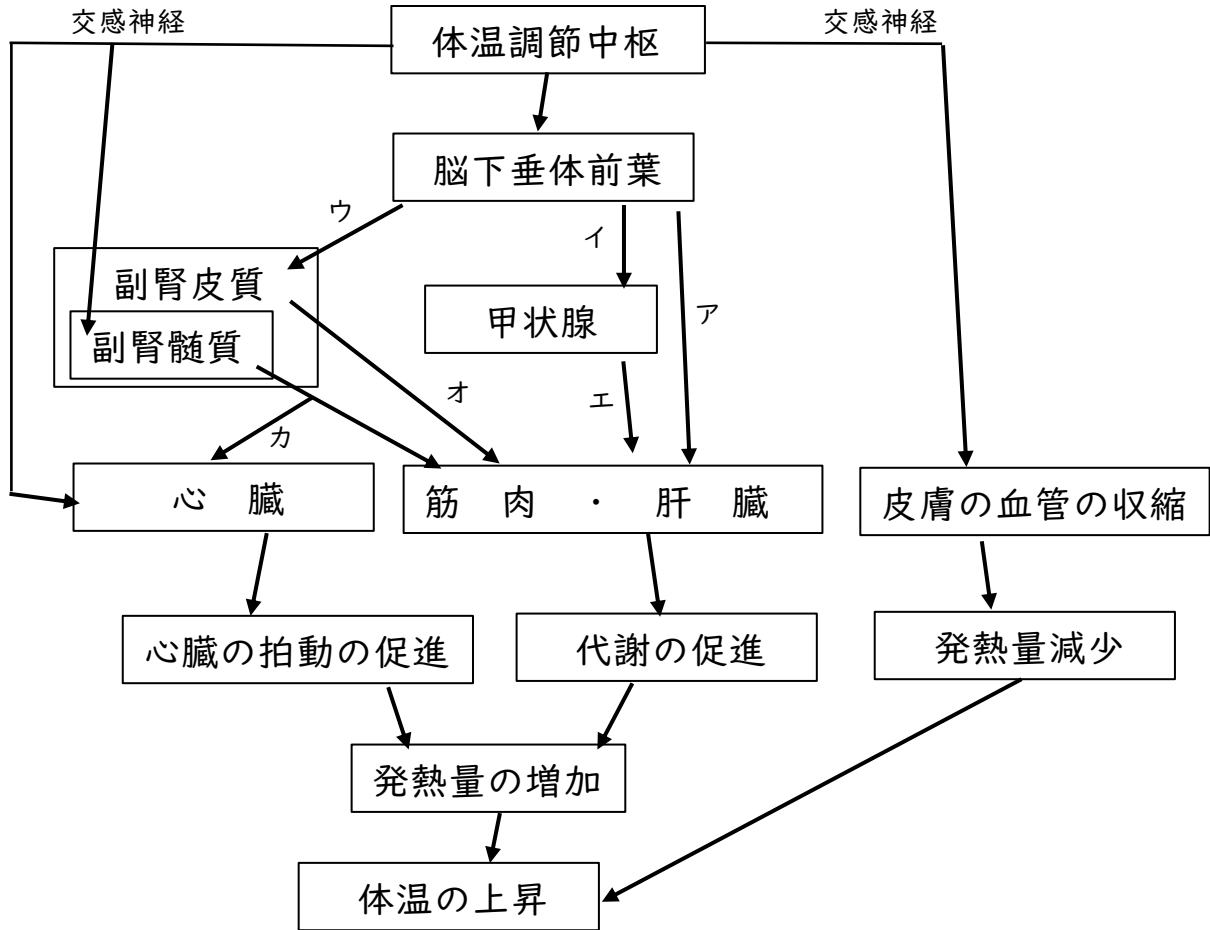 交感神経
体温調節中枢
交感神経
脳下垂体前葉
ウ
イ
副腎皮質
甲状腺
ア
副腎髄質
オ
エ
カ
心 臓
筋 肉 ・ 肝 臓
皮膚の血管の収縮
心臓の拍動の促進
代謝の促進
発熱量減少
発熱量の増加
体温の上昇